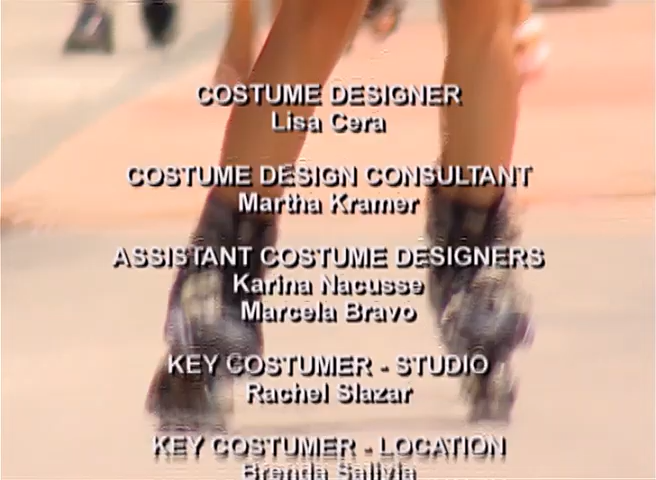 COSTUME DESIGNER
Lisa Cera
COSTUME DESIGN CONSULTANT
Martha Kramer
ASSISTANT COSTUME DESIGNERS
Karina Nacusse
Marcela Bravo
KEY COSTUMER - STUDIO
Rachel Slazar
KEY COSTUMER - LOCATION
Brenda